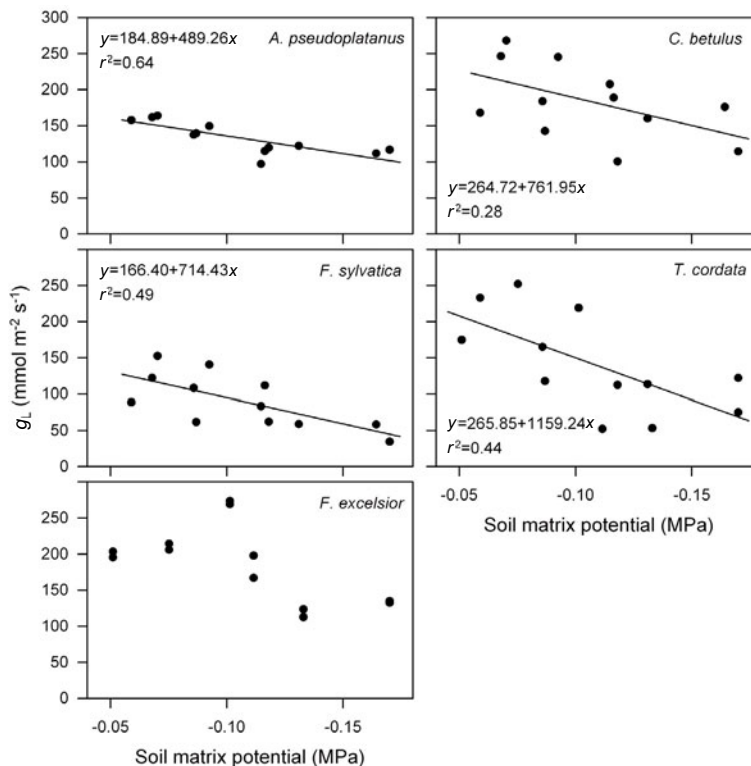 300
250
200
150
100
50
0
y=184.89+489.26x
r²=0.64
A. pseudoplatanus
C. betulus
y=264.72+761.95x
r²=0.28
250
200
150
100
50
0
y=166.40+714.43x
r²=0.49
F. sylvatica
T. cordata
y=265.85+1159.24x
r²=0.44
-0.05 -0.10 -0.15
Soil matrix potential (MPa)
gL (mmol m⁻² s⁻¹)
250
200
150
100
50
0
F. excelsior
-0.05 -0.10 -0.15
Soil matrix potential (MPa)